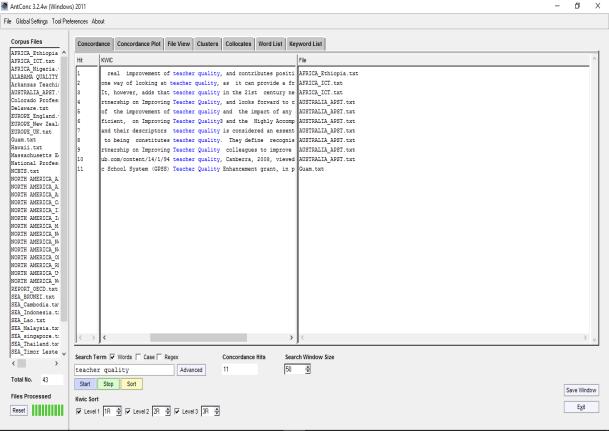 AntConc 3.2.4w (Windows) 2011
File Global Settings Tool Preferences About
Corpus Files
AFRICA_Ethiopia
AFRICA_ICT.txt
AFRICA_Nigeria.
ALABAMA QUALITY
Arkansas Teachi
AUSTRALIA_APST.
Colorado Profes
Delaware.txt
EUROPE_England.
EUROPE_New Zeal
EUROPE_UK.txt
Guam.txt
Hawaii.txt
Massachusetts E
National Profes
NCETS.txt
NORTH AMERICA_A
NORTH AMERICA_A
NORTH AMERICA_A
NORTH AMERICA_C
NORTH AMERICA_I
NORTH AMERICA_I
NORTH AMERICA_M
NORTH AMERICA_N
NORTH AMERICA_N
NORTH AMERICA_N
NORTH AMERICA_O
NORTH AMERICA_R
NORTH AMERICA_U
NORTH AMERICA_N
REPORT_OECD.txt
SEA_BRUNEI.txt
SEA_Cambodia.tx
SEA_Indonesia.t
SEA_Lao.txt
SEA_Malaysia.tx
SEA_singapore.t
SEA_Thailand.tx
SEA_Timor Leste
Total No. 43
Files Processed
Reset
Concordance Concordance Plot File View Clusters Collocates Word List Keyword List
Hit KWIC File
1 real improvement of teacher quality, and contributes positi AFRICA_Ethiopia.txt
2 one way of looking at teacher quality, as it can provide a fr AFRICA_ICT.txt
3 It, however, adds that teacher quality in the 21st century ne AFRICA_ICT.txt
4 rtnership on Improving Teacher Quality, and looks forward to c AUSTRALIA_APST.txt
5 of the improvement of teacher quality and the impact of any AUSTRALIA_APST.txt
6 ficient, on Improving Teacher Quality3 and the Highly Accomp AUSTRALIA_APST.txt
7 and their descriptors teacher quality is considered an essent AUSTRALIA_APST.txt
8 to being constitutes teacher quality. They define recognis AUSTRALIA_APST.txt
9 rtnership on Improving Teacher Quality colleagues to improve AUSTRALIA_APST.txt
10 ub.com/content/14/1/94 teacher quality, Canberra, 2008, viewed AUSTRALIA_APST.txt
11 c School System (GPSS) Teacher Quality Enhancement grant, in p Guam.txt
Search Term Words Case Regex Concordance Hits Search Window Size
teacher quality Advanced 11 50
Start Stop Sort
Kwic Sort
Level 1 1R Level 2 2R Level 3 3R
Save Window
Exit